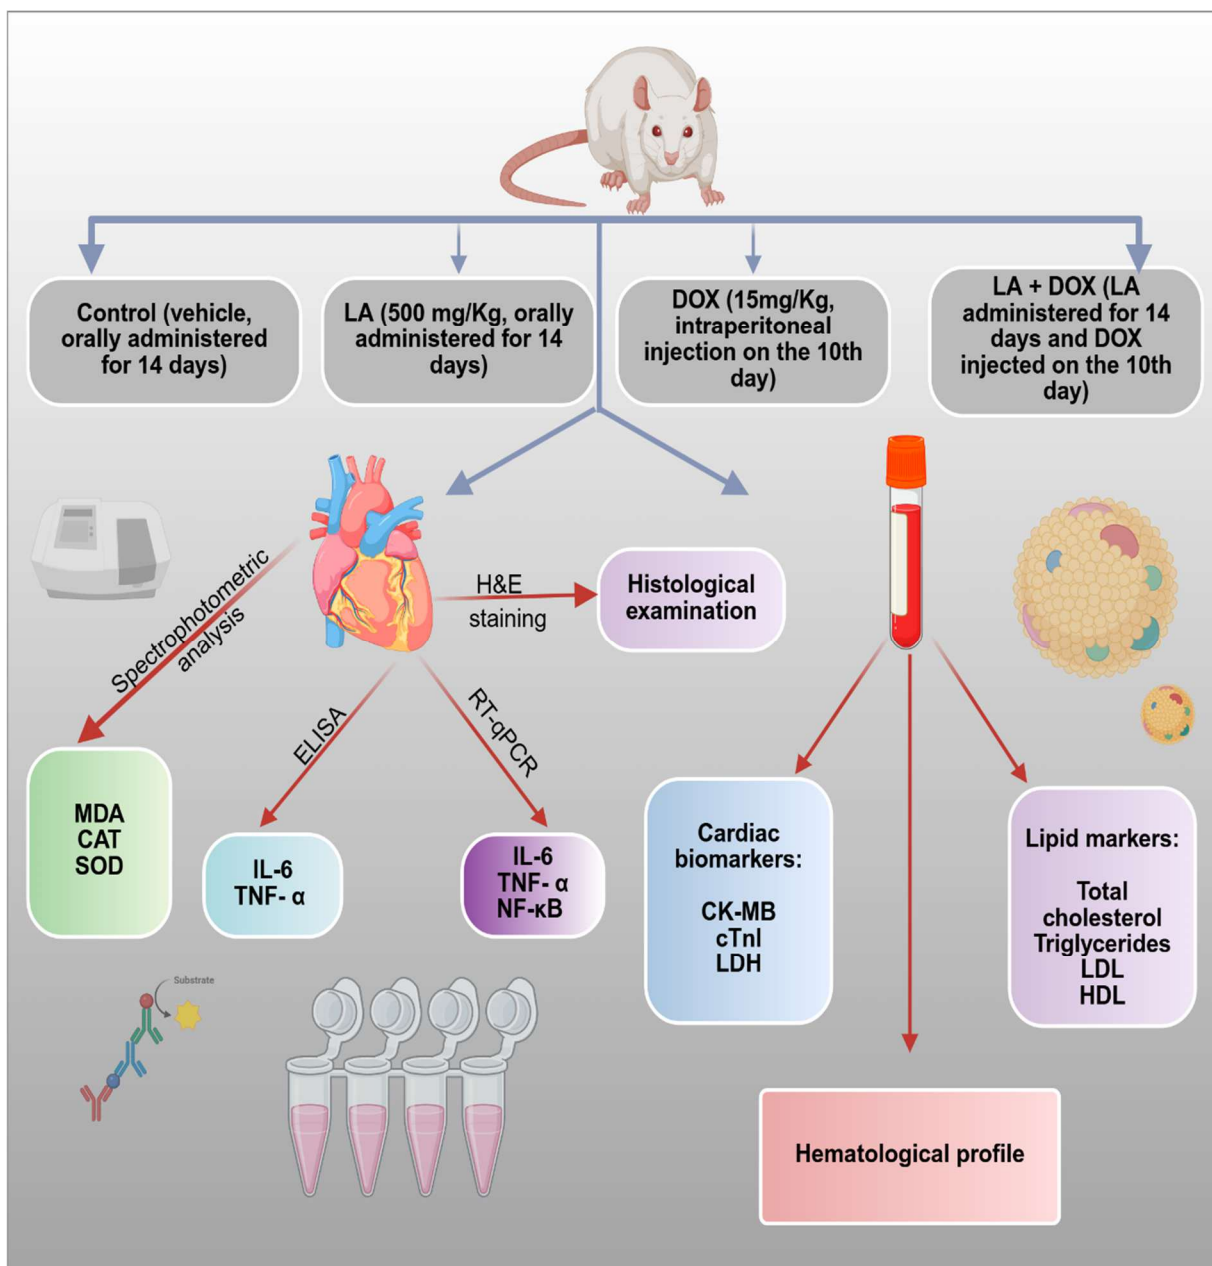 Control (vehicle,
orally administered
for 14 days)
LA (500 mg/Kg, orally
administered for 14
days)
DOX (15mg/Kg,
intraperitoneal
injection on the 10th
day)
LA + DOX (LA
administered for 14
days and DOX
injected on the 10th
day)
Spectrophotometric
analysis
H&E
staining
Histological
examination
ELISA
RT-qPCR
MDA
CAT
SOD
IL-6
TNF- α
IL-6
TNF- α
NF-κB
Cardiac
biomarkers:
CK-MB
cTnI
LDH
Lipid markers:
Total
cholesterol
Triglycerides
LDL
HDL
Substrate
Hematological profile